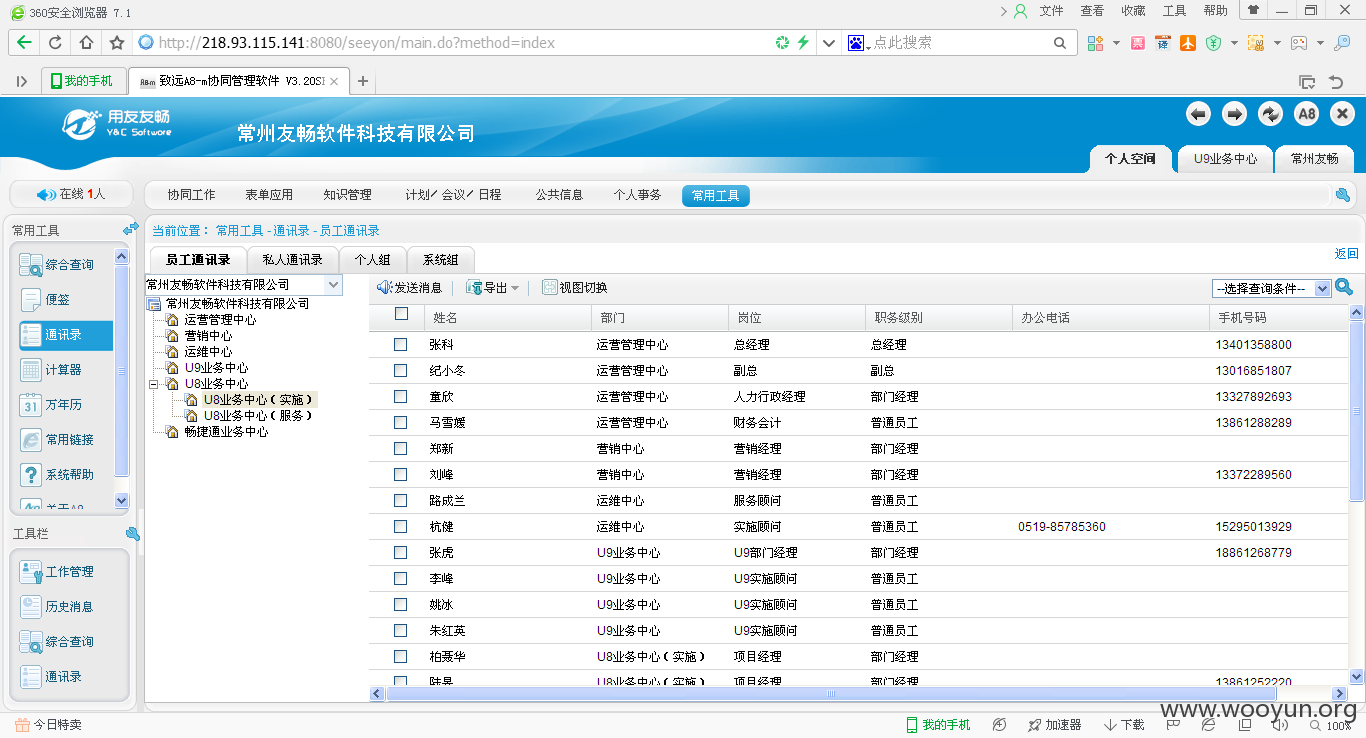 360安全浏览器 7.1
文件 查看 收藏 工具 帮助
http://218.93.115.141:8080/seeyon/main.do?method=index
点此搜索
我的手机
A8m 致远A8-m协同管理软件 V3.20SI
用友友畅
Y&C Software
常州友畅软件科技有限公司
A8
个人空间 U9业务中心 常州友畅
在线 1人
协同工作 表单应用 知识管理 计划/会议/日程 公共信息 个人事务 常用工具
常用工具
综合查询
便签
通讯录
计算器
31 万年历
常用链接
系统帮助
关于A8
工具栏
工作管理
历史消息
综合查询
通讯录
当前位置： 常用工具 - 通讯录 - 员工通讯录
员工通讯录 私人通讯录 个人组 系统组
返回
常州友畅软件科技有限公司
常州友畅软件科技有限公司
运营管理中心
营销中心
运维中心
U9业务中心
U8业务中心
U8业务中心（实施）
U8业务中心（服务）
畅捷通业务中心
发送消息 导出 视图切换
--选择查询条件--
姓名 部门 岗位 职务级别 办公电话 手机号码
张科 运营管理中心 总经理 总经理 13401358800
纪小冬 运营管理中心 副总 副总 13016851807
童欣 运营管理中心 人力行政经理 部门经理 13327892693
马雪媛 运营管理中心 财务会计 普通员工 13861288289
郑新 营销中心 营销经理 部门经理
刘峰 营销中心 营销经理 部门经理 13372289560
路成兰 运维中心 服务顾问 普通员工
杭健 运维中心 实施顾问 普通员工 0519-85785360 15295013929
张虎 U9业务中心 U9部门经理 部门经理 18861268779
李峰 U9业务中心 U9实施顾问 普通员工
姚冰 U9业务中心 U9实施顾问 普通员工
朱红英 U9业务中心 U9实施顾问 普通员工
柏聂华 U8业务中心（实施） 项目经理 部门经理
陆昊 U8业务中心（实施） 项目经理 部门经理 13861252220
今日特卖
我的手机 加速器 下载 100%
www.wooyun.org